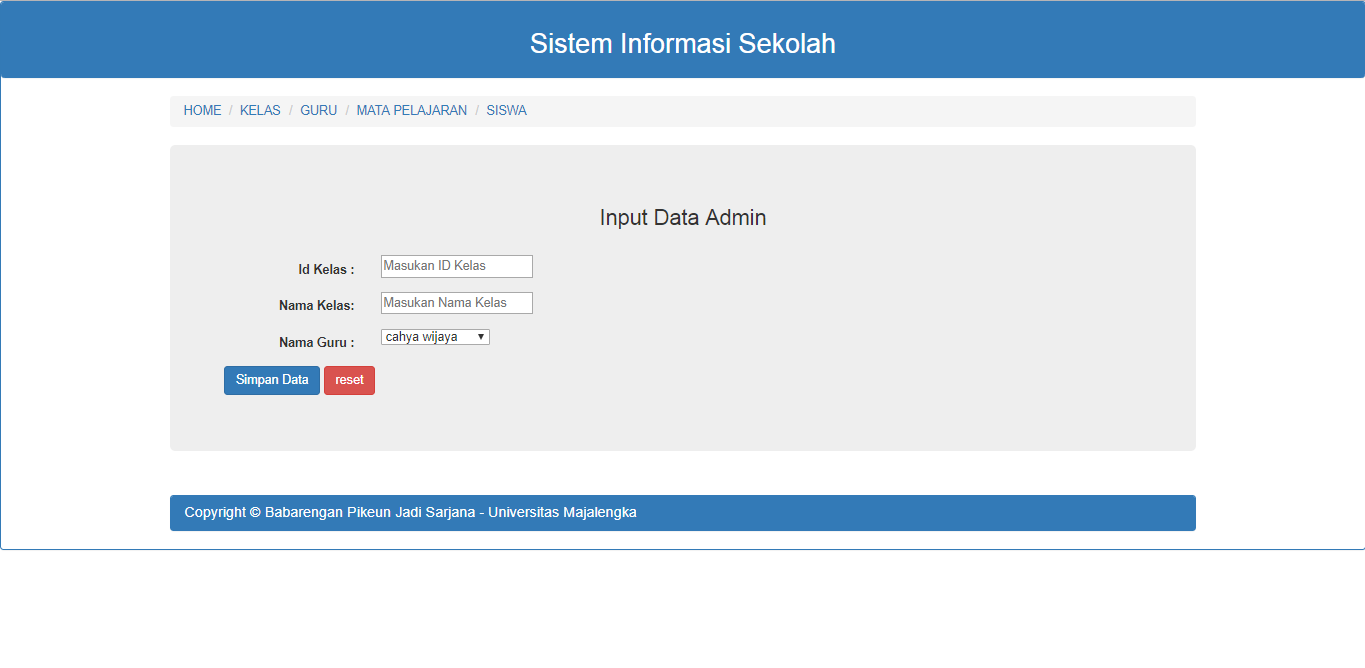 Sistem Informasi Sekolah
HOME / KELAS / GURU / MATA PELAJARAN / SISWA
Input Data Admin
Id Kelas : Masukan ID Kelas
Nama Kelas: Masukan Nama Kelas
Nama Guru : cahya wijaya
Simpan Data reset
Copyright © Babarengan Pikeun Jadi Sarjana - Universitas Majalengka